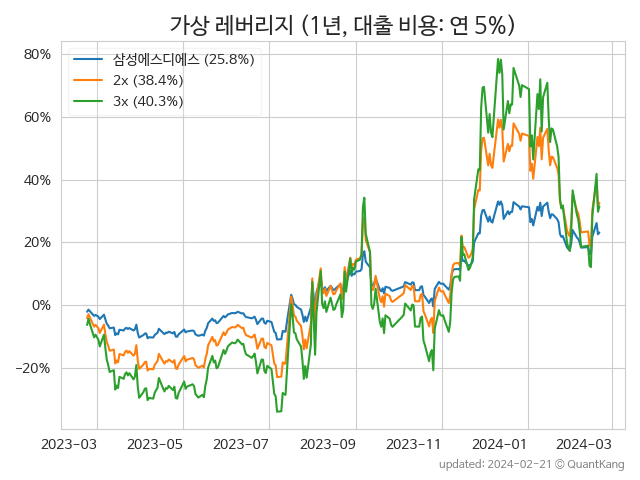 가상 레버리지 (1년, 대출 비용: 연 5%)
80%
60%
40%
20%
0%
−20%
삼성에스디에스 (25.8%)
2x (38.4%)
3x (40.3%)
2023-03 2023-05 2023-07 2023-09 2023-11 2024-01 2024-03
updated: 2024-02-21 © QuantKang